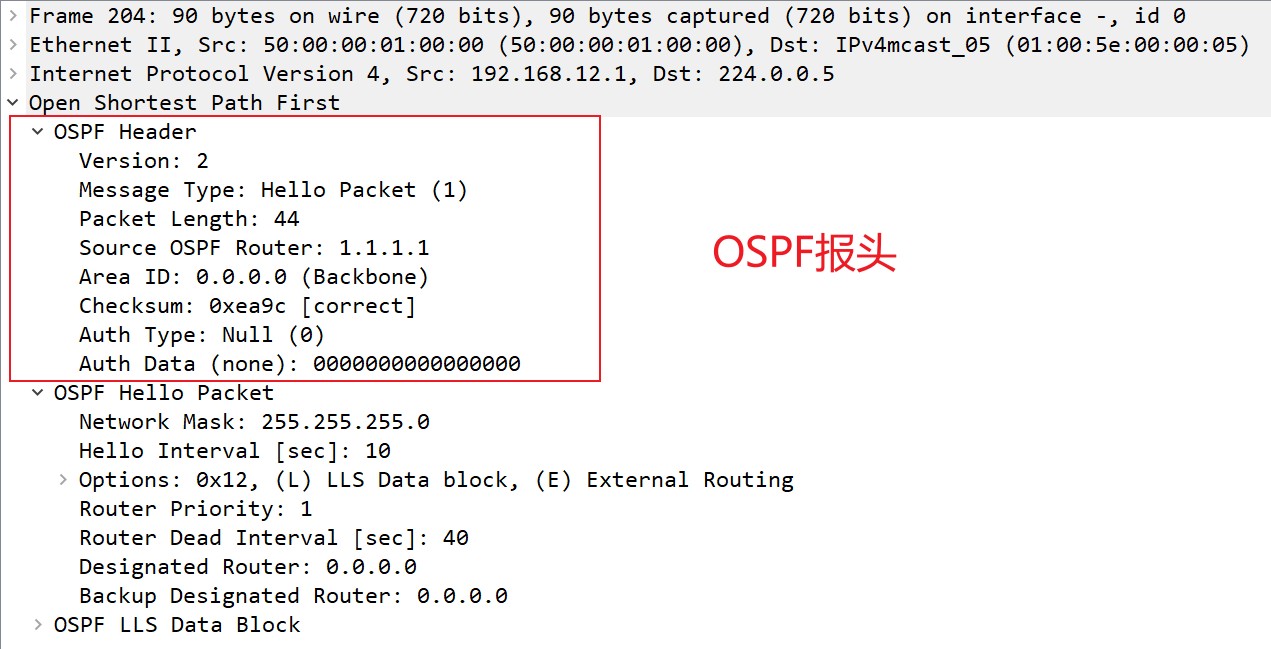 Frame 204: 90 bytes on wire (720 bits), 90 bytes captured (720 bits) on interface -, id 0
Ethernet II, Src: 50:00:00:01:00:00 (50:00:00:01:00:00), Dst: IPv4mcast_05 (01:00:5e:00:00:05)
Internet Protocol Version 4, Src: 192.168.12.1, Dst: 224.0.0.5
Open Shortest Path First
OSPF Header
Version: 2
Message Type: Hello Packet (1)
Packet Length: 44
Source OSPF Router: 1.1.1.1
Area ID: 0.0.0.0 (Backbone)
Checksum: 0xea9c [correct]
Auth Type: Null (0)
Auth Data (none): 0000000000000000
OSPF报头
OSPF Hello Packet
Network Mask: 255.255.255.0
Hello Interval [sec]: 10
Options: 0x12, (L) LLS Data block, (E) External Routing
Router Priority: 1
Router Dead Interval [sec]: 40
Designated Router: 0.0.0.0
Backup Designated Router: 0.0.0.0
OSPF LLS Data Block